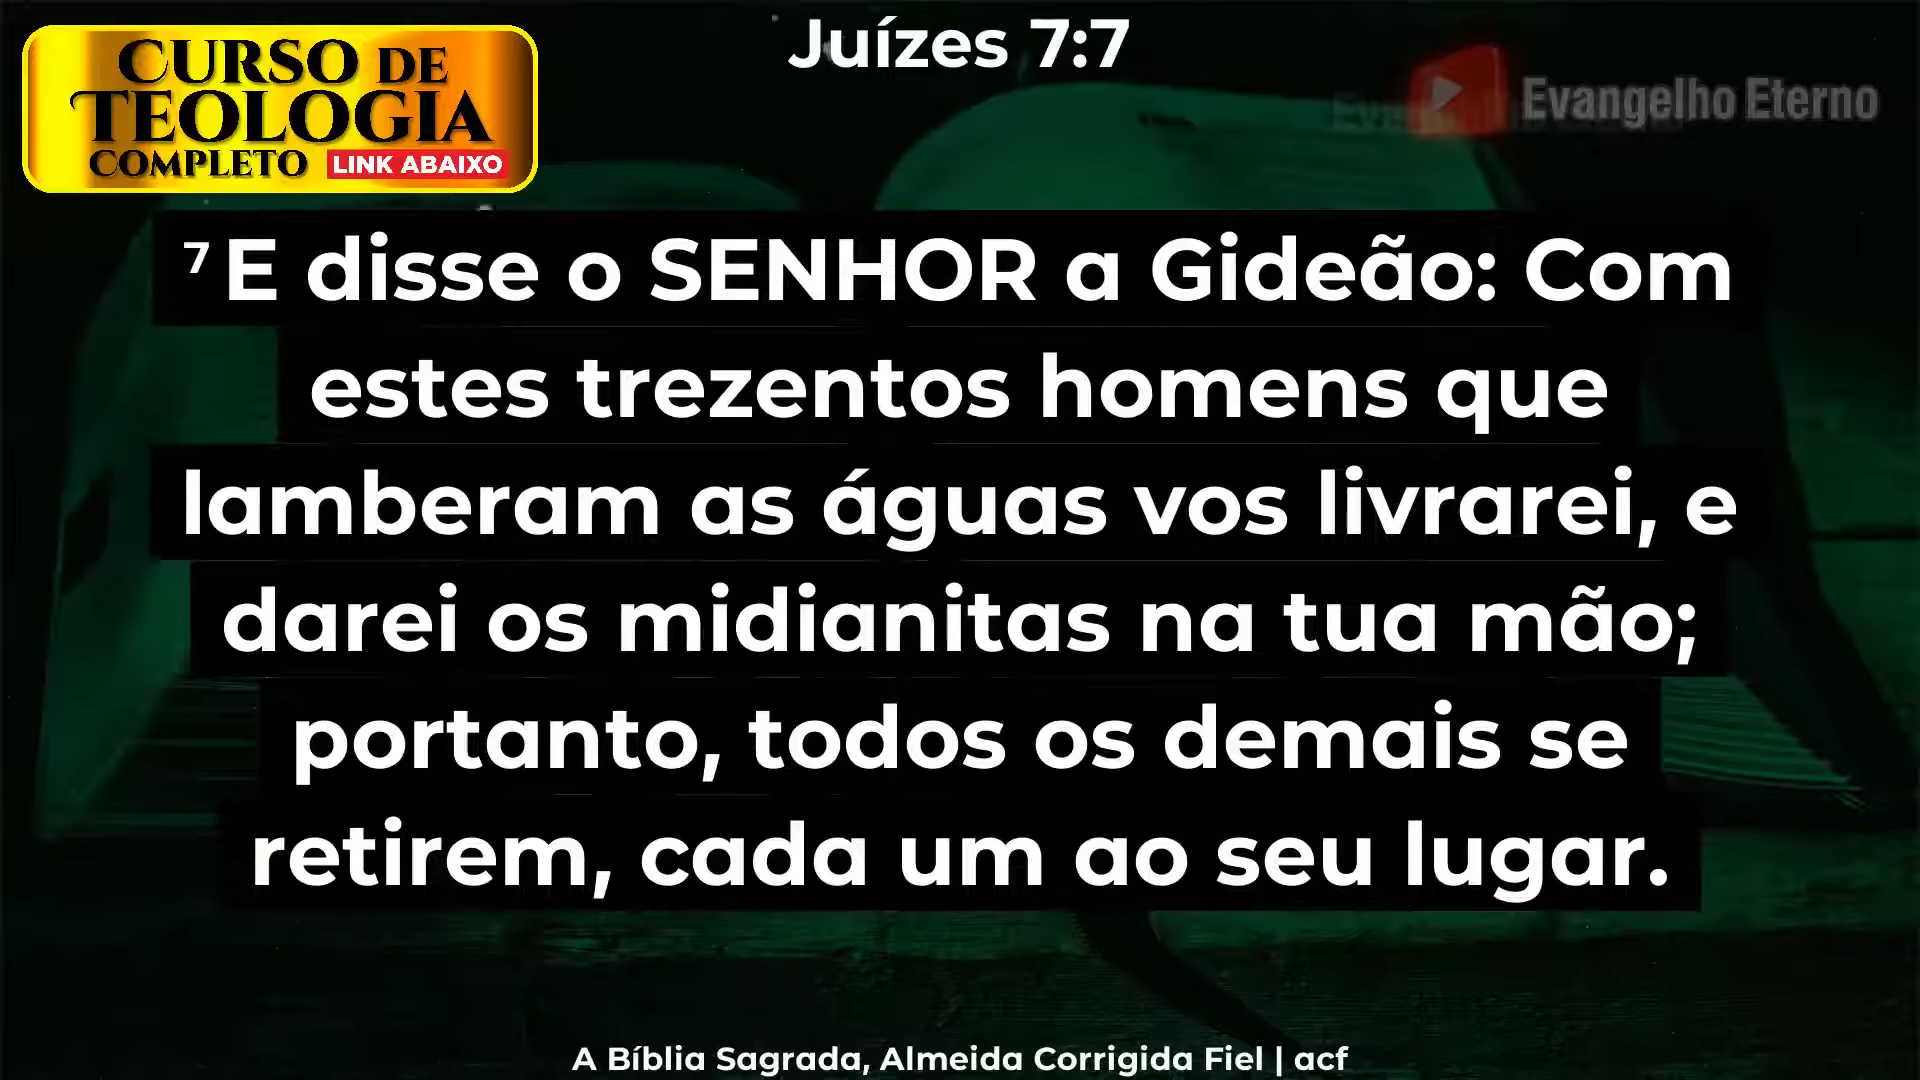 Juízes 7:7
CURSO DE
TEOLOGIA
COMPLETO LINK ABAIXO
Evangelho Eterno
7 E disse o SENHOR a Gideão: Com
estes trezentos homens que
lamberam as águas vos livrarei, e
darei os midianitas na tua mão;
portanto, todos os demais se
retirem, cada um ao seu lugar.
A Bíblia Sagrada, Almeida Corrigida Fiel | acf